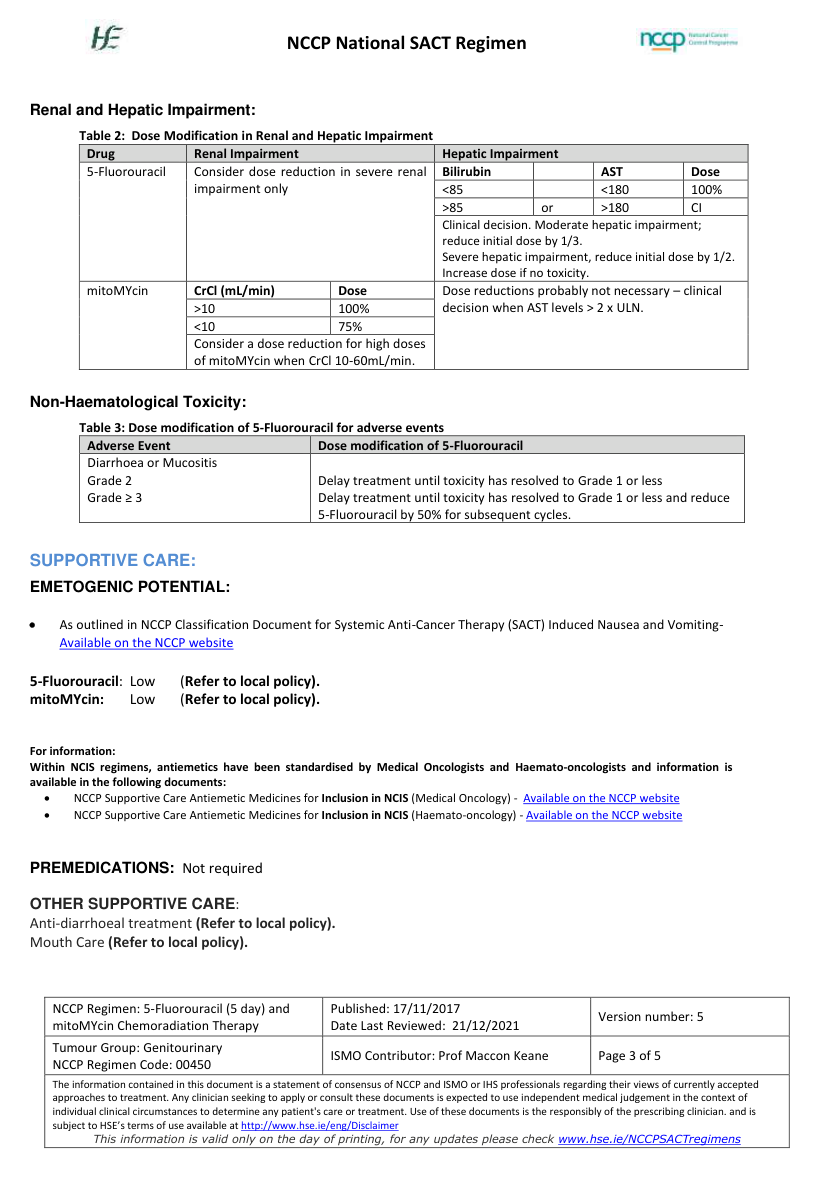 NCCP National SACT Regimen
nccp National Cancer
Control Programme
Renal and Hepatic Impairment:
Table 2: Dose Modification in Renal and Hepatic Impairment
Drug Renal Impairment Hepatic Impairment
5-Fluorouracil Consider dose reduction in severe renal
impairment only
Bilirubin AST Dose
<85 <180 100%
>85 or >180 CI
Clinical decision. Moderate hepatic impairment;
reduce initial dose by 1/3.
Severe hepatic impairment, reduce initial dose by 1/2.
Increase dose if no toxicity.
mitoMYcin CrCl (mL/min) Dose
>10 100%
<10 75%
Consider a dose reduction for high doses
of mitoMYcin when CrCl 10-60mL/min.
Dose reductions probably not necessary – clinical
decision when AST levels > 2 x ULN.
Non-Haematological Toxicity:
Table 3: Dose modification of 5-Fluorouracil for adverse events
Adverse Event Dose modification of 5-Fluorouracil
Diarrhoea or Mucositis
Grade 2 Delay treatment until toxicity has resolved to Grade 1 or less
Grade ≥ 3 Delay treatment until toxicity has resolved to Grade 1 or less and reduce
5-Fluorouracil by 50% for subsequent cycles.
SUPPORTIVE CARE:
EMETOGENIC POTENTIAL:
• As outlined in NCCP Classification Document for Systemic Anti-Cancer Therapy (SACT) Induced Nausea and Vomiting-
Available on the NCCP website
5-Fluorouracil: Low (Refer to local policy).
mitoMYcin: Low (Refer to local policy).
For information:
Within NCIS regimens, antiemetics have been standardised by Medical Oncologists and Haemato-oncologists and information is
available in the following documents:
• NCCP Supportive Care Antiemetic Medicines for Inclusion in NCIS (Medical Oncology) - Available on the NCCP website
• NCCP Supportive Care Antiemetic Medicines for Inclusion in NCIS (Haemato-oncology) - Available on the NCCP website
PREMEDICATIONS: Not required
OTHER SUPPORTIVE CARE:
Anti-diarrhoeal treatment (Refer to local policy).
Mouth Care (Refer to local policy).
NCCP Regimen: 5-Fluorouracil (5 day) and
mitoMYcin Chemoradiation Therapy
Published: 17/11/2017
Date Last Reviewed: 21/12/2021
Version number: 5
Tumour Group: Genitourinary
NCCP Regimen Code: 00450
ISMO Contributor: Prof Maccon Keane
Page 3 of 5
The information contained in this document is a statement of consensus of NCCP and ISMO or IHS professionals regarding their views of currently accepted
approaches to treatment. Any clinician seeking to apply or consult these documents is expected to use independent medical judgement in the context of
individual clinical circumstances to determine any patient's care or treatment. Use of these documents is the responsibly of the prescribing clinician. and is
subject to HSE's terms of use available at http://www.hse.ie/eng/Disclaimer
This information is valid only on the day of printing, for any updates please check www.hse.ie/NCCPSACTregimens